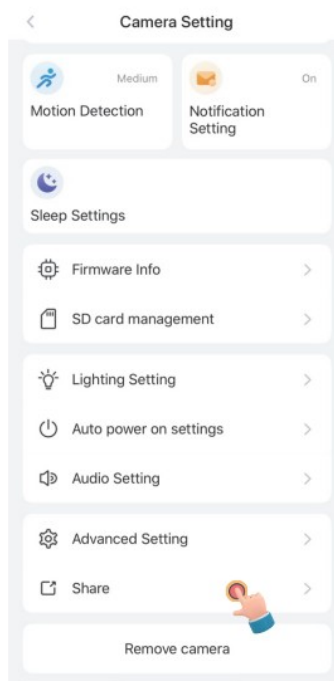 Camera Setting
Medium
On
Motion Detection
Notification
Setting
Sleep Settings
Firmware Info
SD card management
Lighting Setting
Auto power on settings
Audio Setting
Advanced Setting
Share
Remove camera